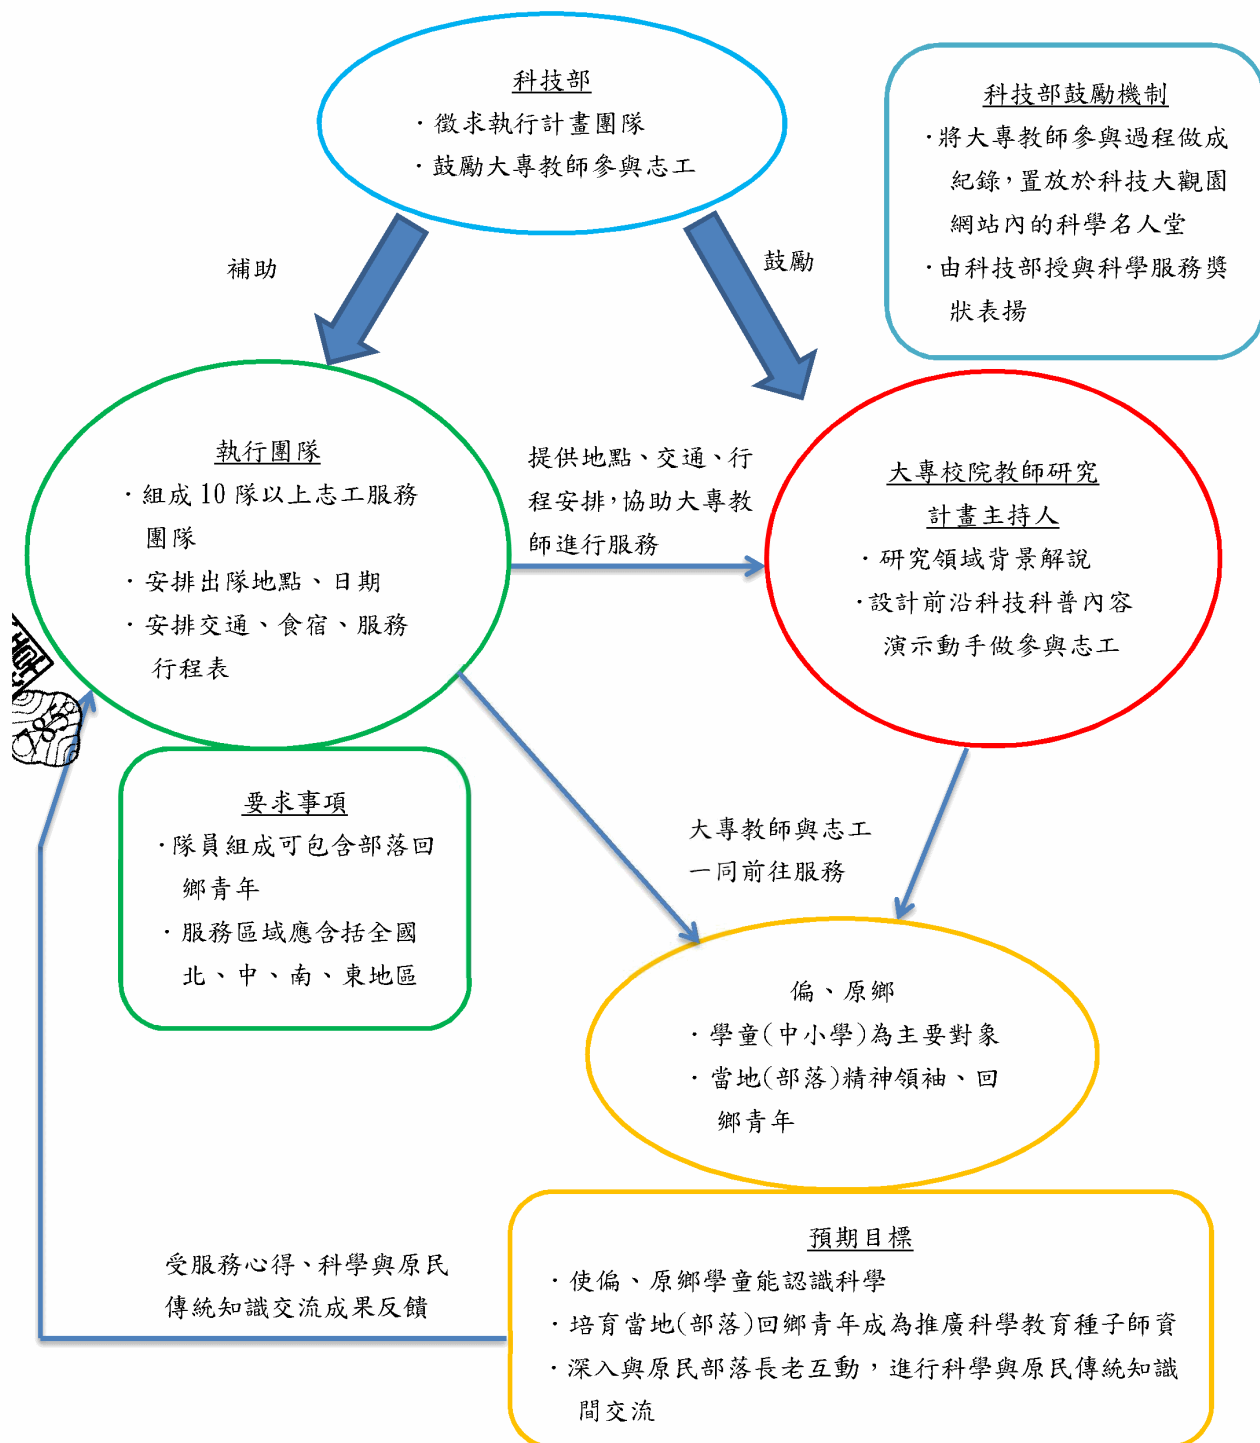 科技部
·徵求執行計畫團隊
·鼓勵大專教師參與志工
科技部鼓勵機制
·將大專教師參與過程做成
紀錄，置放於科技大觀園
網站內的科學名人堂
·由科技部授與科學服務獎
狀表揚
補助
鼓勵
執行團隊
·組成10隊以上志工服務
團隊
·安排出隊地點、日期
·安排交通、食宿、服務
行程表
提供地點、交通、行
程安排，協助大專教
師進行服務
大專校院教師研究
計畫主持人
·研究領域背景解說
·設計前沿科技科普內容
演示動手做參與志工
要求事項
·隊員組成可包含部落回
鄉青年
·服務區域應含括全國
北、中、南、東地區
大專教師與志工
一同前往服務
偏、原鄉
·學童(中小學)為主要對象
·當地(部落)精神領袖、回
鄉青年
受服務心得、科學與原民
傳統知識交流成果反饋
預期目標
·使偏、原鄉學童能認識科學
·培育當地(部落)回鄉青年成為推廣科學教育種子師資
·深入與原民部落長老互動，進行科學與原民傳統知識
間交流